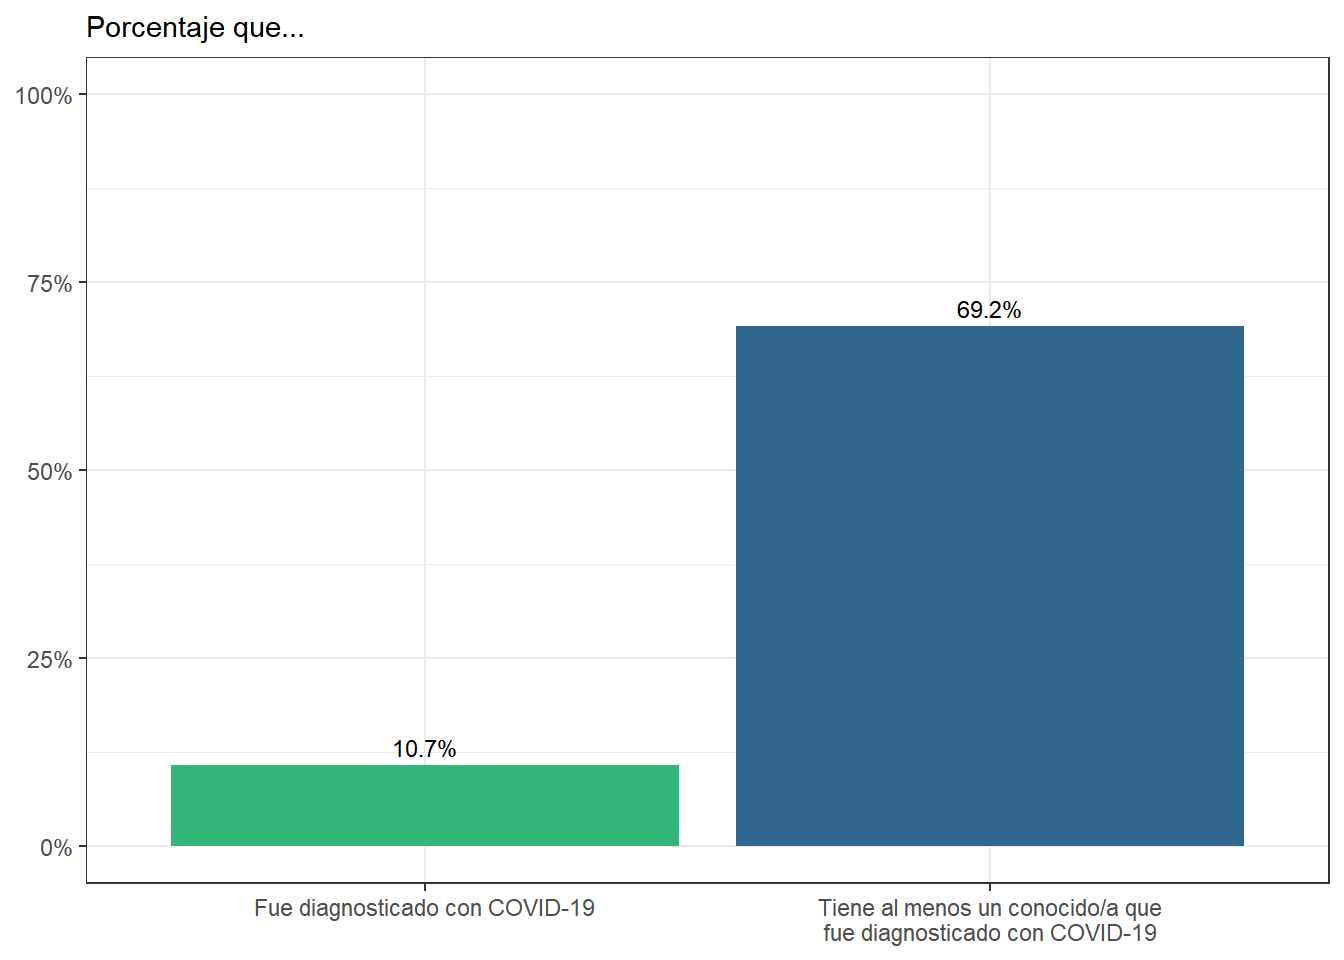 Porcentaje que...
100%
75%
50%
25%
0%
69.2%
10.7%
Fue diagnosticado con COVID-19
Tiene al menos un conocido/a que
fue diagnosticado con COVID-19